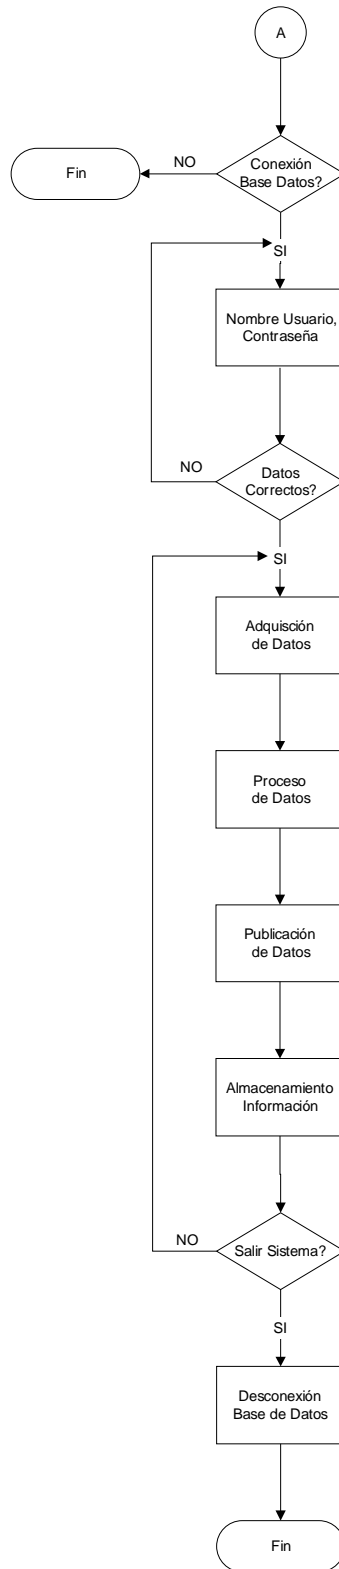 A
Conexión
Base Datos?
NO
Fin
SI
Nombre Usuario,
Contraseña
Datos
Correctos?
NO
SI
Adquisción
de Datos
Proceso
de Datos
Publicación
de Datos
Almacenamiento
Información
Salir Sistema?
NO
SI
Desconexión
Base de Datos
Fin